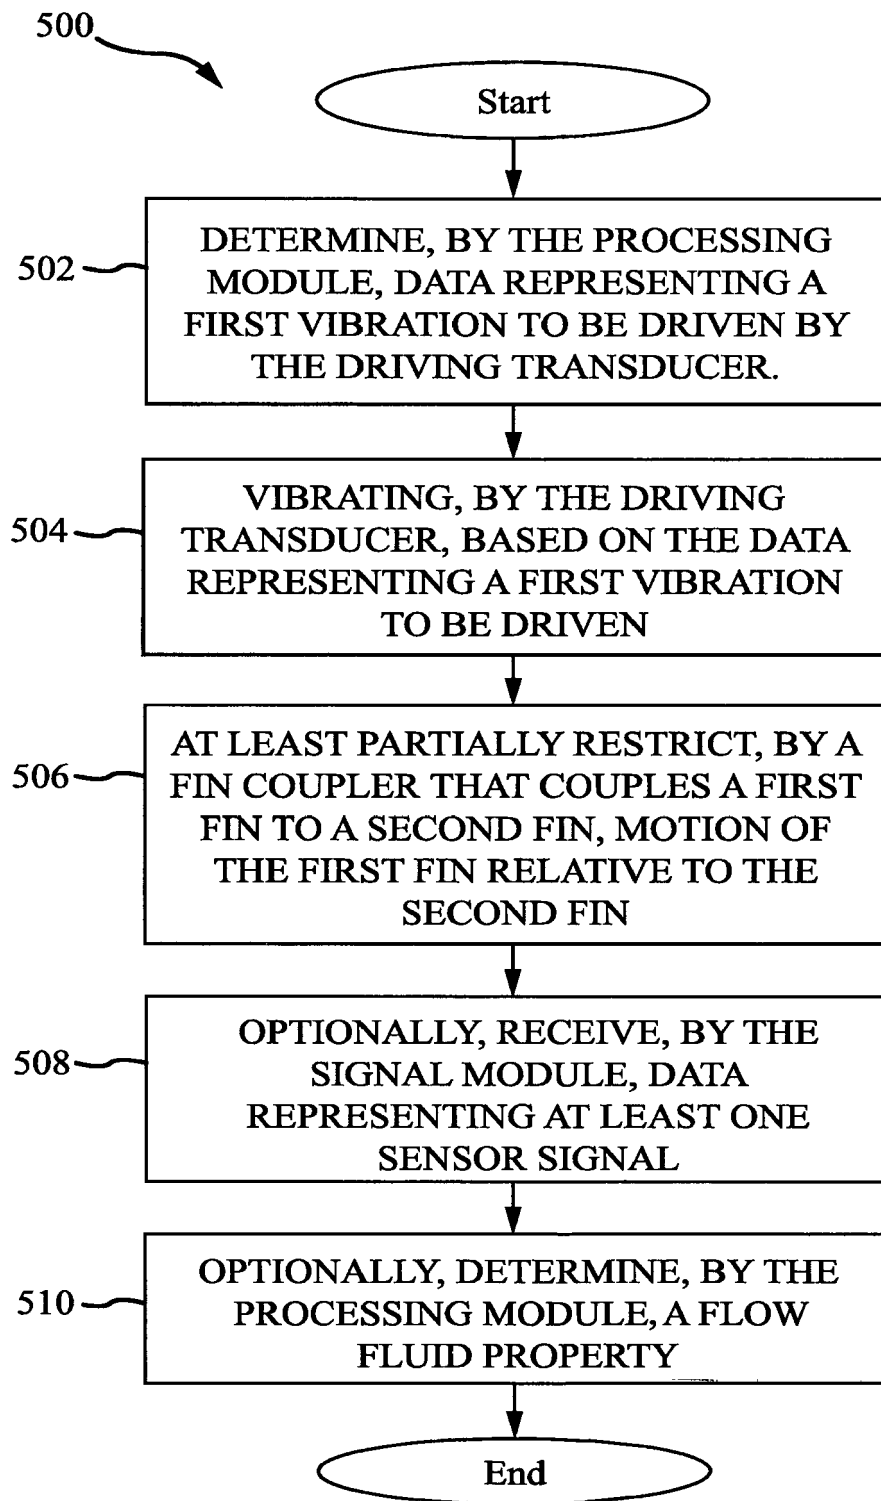 500
Start
502
DETERMINE, BY THE PROCESSING
MODULE, DATA REPRESENTING A
FIRST VIBRATION TO BE DRIVEN BY
THE DRIVING TRANSDUCER.
504
VIBRATING, BY THE DRIVING
TRANSDUCER, BASED ON THE DATA
REPRESENTING A FIRST VIBRATION
TO BE DRIVEN
506
AT LEAST PARTIALLY RESTRICT, BY A
FIN COUPLER THAT COUPLES A FIRST
FIN TO A SECOND FIN, MOTION OF
THE FIRST FIN RELATIVE TO THE
SECOND FIN
508
OPTIONALLY, RECEIVE, BY THE
SIGNAL MODULE, DATA
REPRESENTING AT LEAST ONE
SENSOR SIGNAL
510
OPTIONALLY, DETERMINE, BY THE
PROCESSING MODULE, A FLOW
FLUID PROPERTY
End